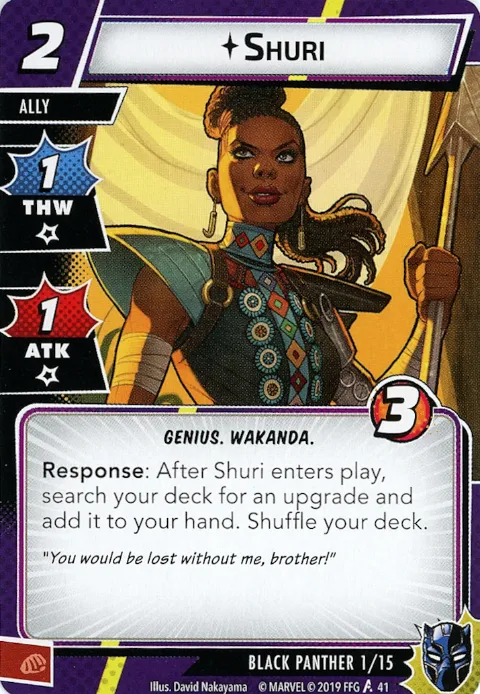 2
Shuri
ALLY
1
THW
1
ATK
3
GENIUS. WAKANDA.
Response: After Shuri enters play,
search your deck for an upgrade and
add it to your hand. Shuffle your deck.
"You would be lost without me, brother!"
BLACK PANTHER 1/15
Illus. David Nakayama © MARVEL © 2019 FFG 41